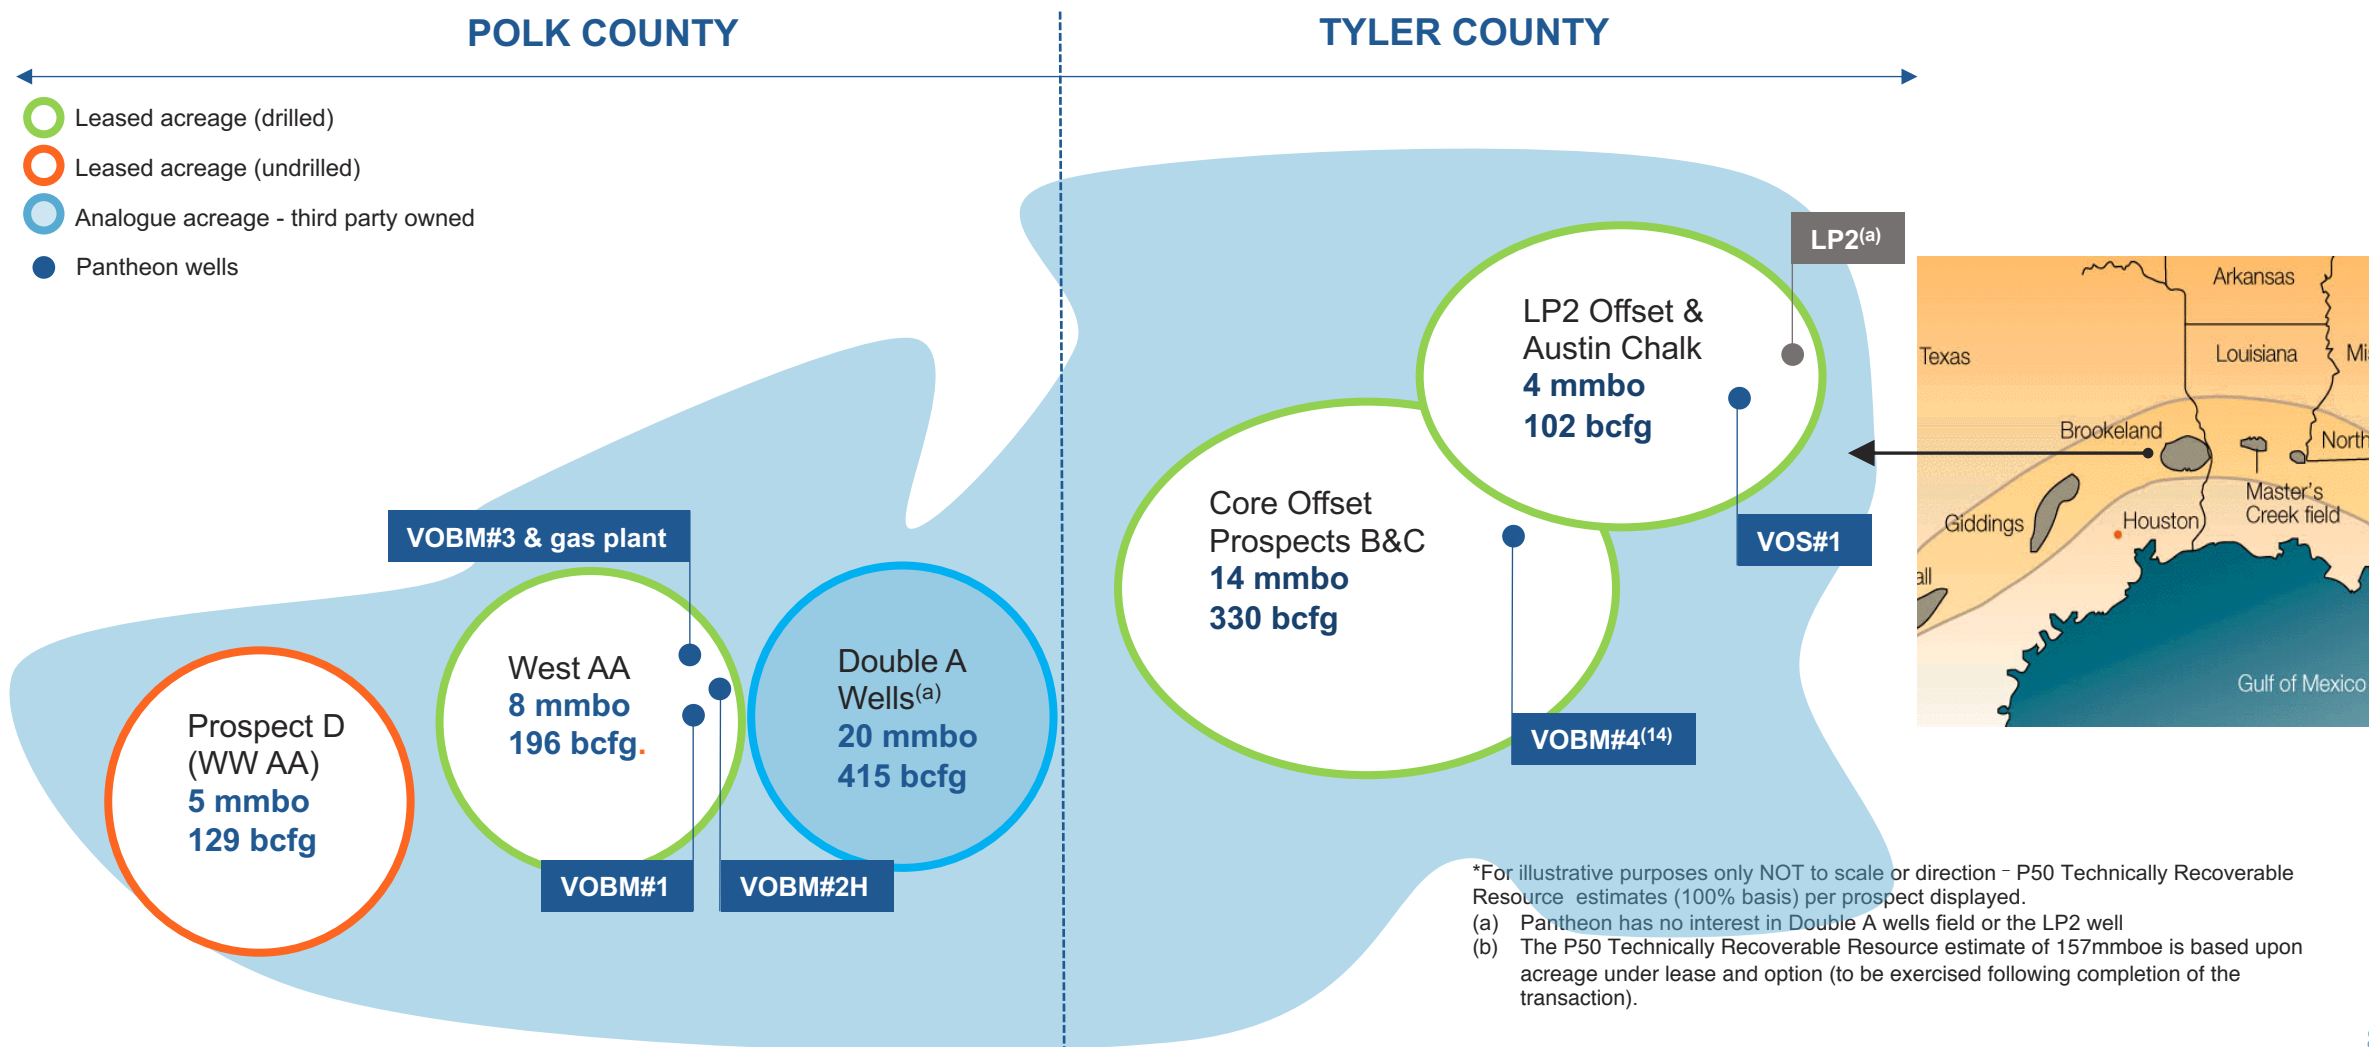 POLK COUNTY
TYLER COUNTY
Leased acreage (drilled)
Leased acreage (undrilled)
Analogue acreage - third party owned
Pantheon wells
LP2(a)
LP2 Offset &
Austin Chalk
4 mmbo
102 bcfg
Core Offset
Prospects B&C
14 mmbo
330 bcfg
VOS#1
VOBM#4(14)
VOBM#3 & gas plant
West AA
8 mmbo
196 bcfg.
Double A
Wells(a)
20 mmbo
415 bcfg
Prospect D
(WW AA)
5 mmbo
129 bcfg
VOBM#1
VOBM#2H
Arkansas
Texas
Louisiana
Mis
Brookeland
North
Master's
Creek field
Giddings
Houston
all
Gulf of Mexico
*For illustrative purposes only NOT to scale or direction – P50 Technically Recoverable
Resource estimates (100% basis) per prospect displayed.
(a) Pantheon has no interest in Double A wells field or the LP2 well
(b) The P50 Technically Recoverable Resource estimate of 157mmboe is based upon
acreage under lease and option (to be exercised following completion of the
transaction).